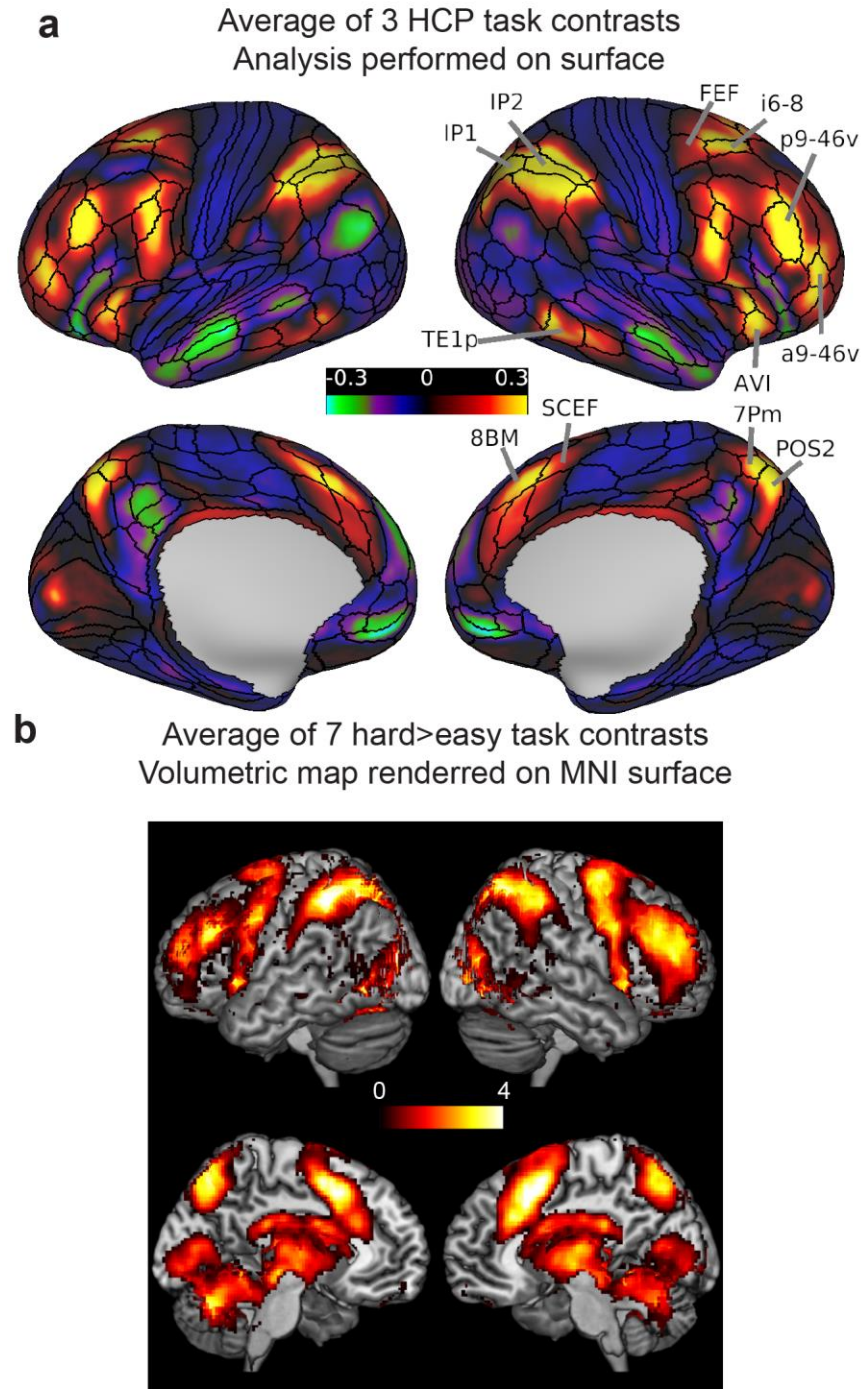 a
Average of 3 HCP task contrasts
Analysis performed on surface
IP1
IP2
FEF
i6-8
p9-46v
TE1p
a9-46v
AVI
-0.3 0 0.3
8BM
SCEF
7Pm
POS2
b
Average of 7 hard>easy task contrasts
Volumetric map renderred on MNI surface
0 4